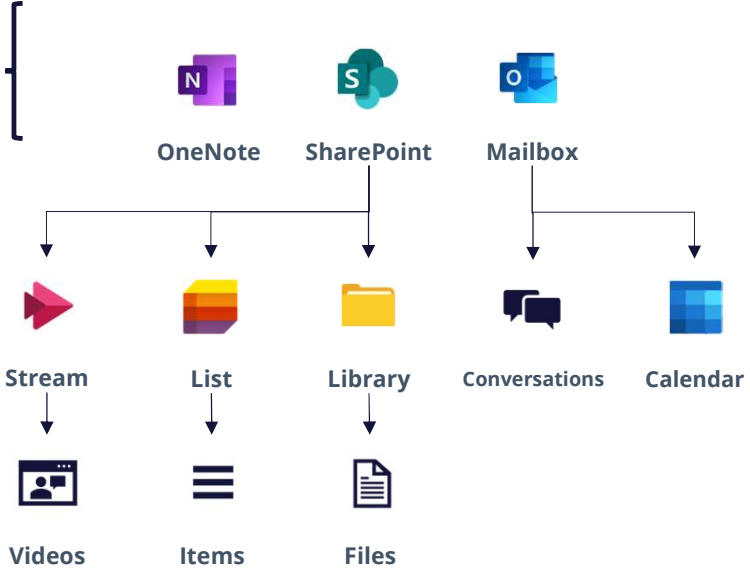 N
S
O
OneNote
SharePoint
Mailbox
Stream
List
Library
Conversations
Calendar
Videos
Items
Files